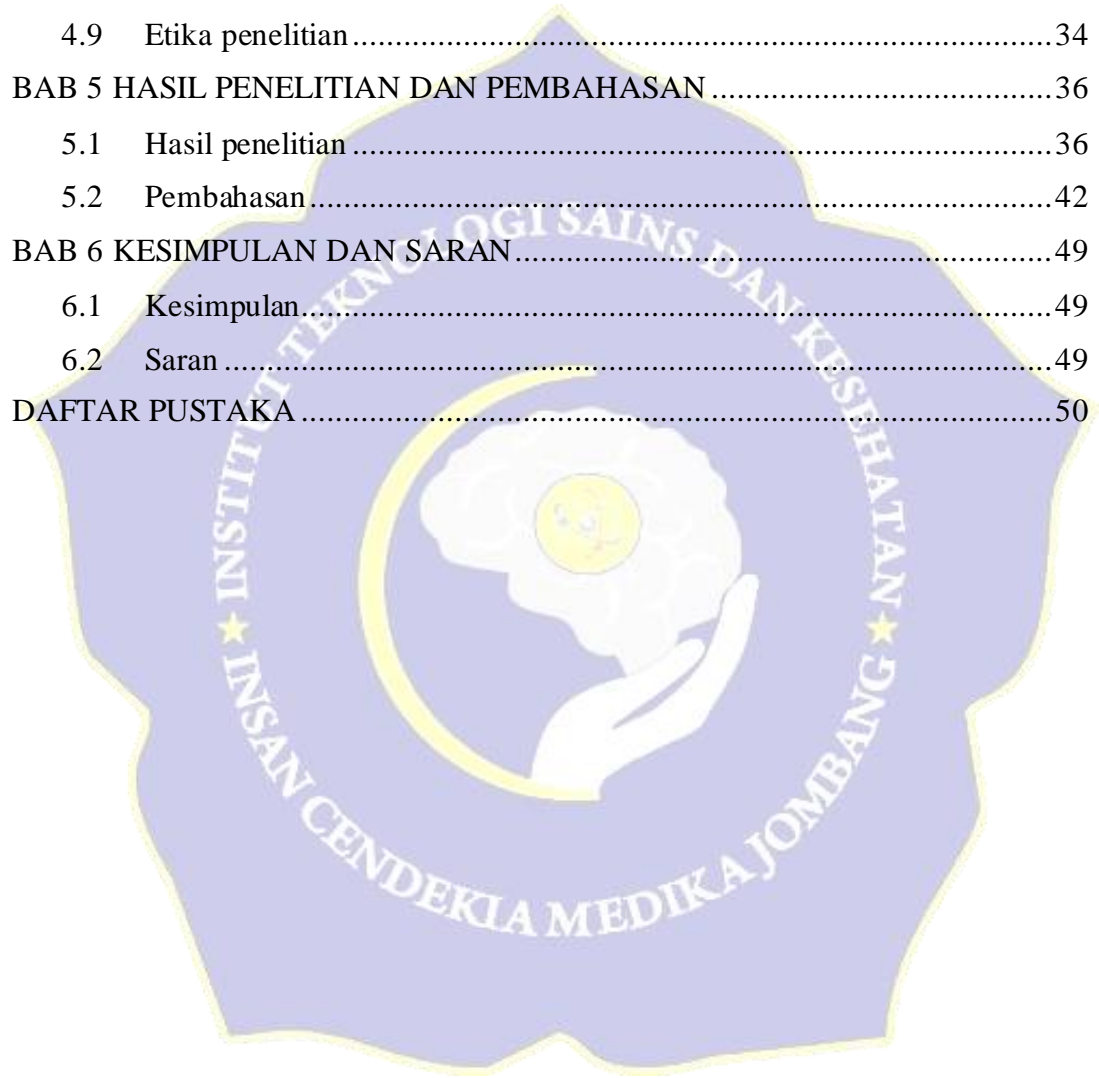 4.9 Etika penelitian........................................................................34
BAB 5 HASIL PENELITIAN DAN PEMBAHASAN...................................36
5.1 Hasil penelitian........................................................................36
5.2 Pembahasan............................................................................42
BAB 6 KESIMPULAN DAN SARAN.......................................................49
6.1 Kesimpulan.............................................................................49
6.2 Saran.....................................................................................49
DAFTAR PUSTAKA...............................................................................50
INSTITUT TEKNOLOGI SAINS DAN KESEHATAN
INSAN CENDEKIA MEDIKA JOMBANG